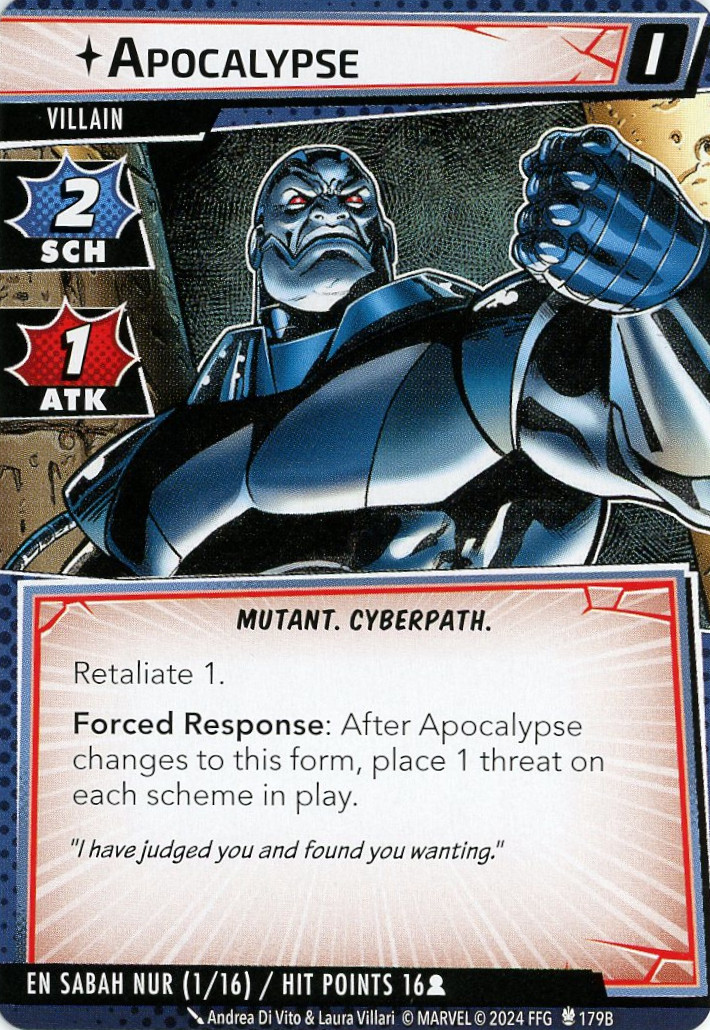 APOCALYPSE
I
VILLAIN
2
SCH
1
ATK
MUTANT. CYBERPATH.
Retaliate 1.
Forced Response: After Apocalypse
changes to this form, place 1 threat on
each scheme in play.
"I have judged you and found you wanting."
EN SABAH NUR (1/16) / HIT POINTS 16
Andrea Di Vito & Laura Villari © MARVEL © 2024 FFG 179B